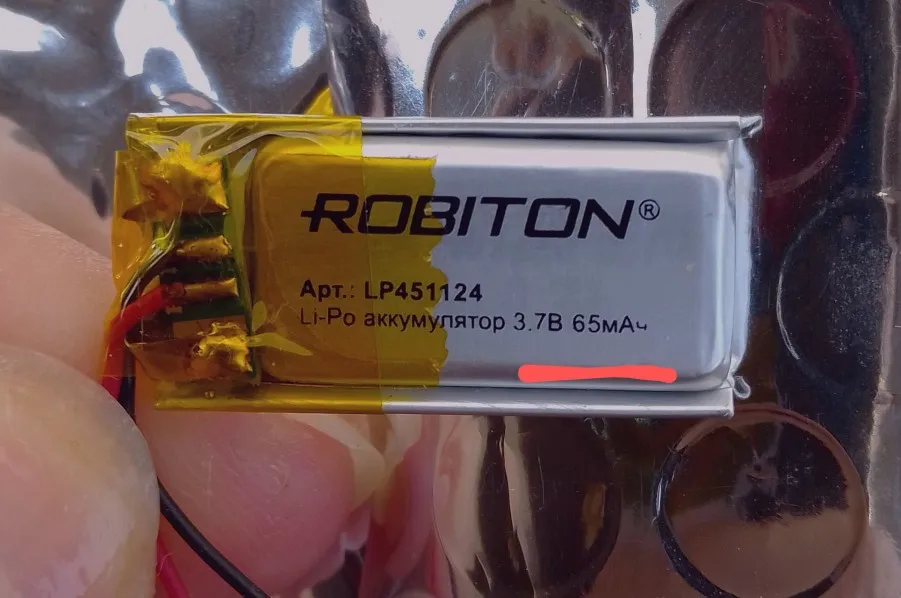 ROBITON®
Арт.: LP451124
Li-Po аккумулятор 3.7В 65мАч